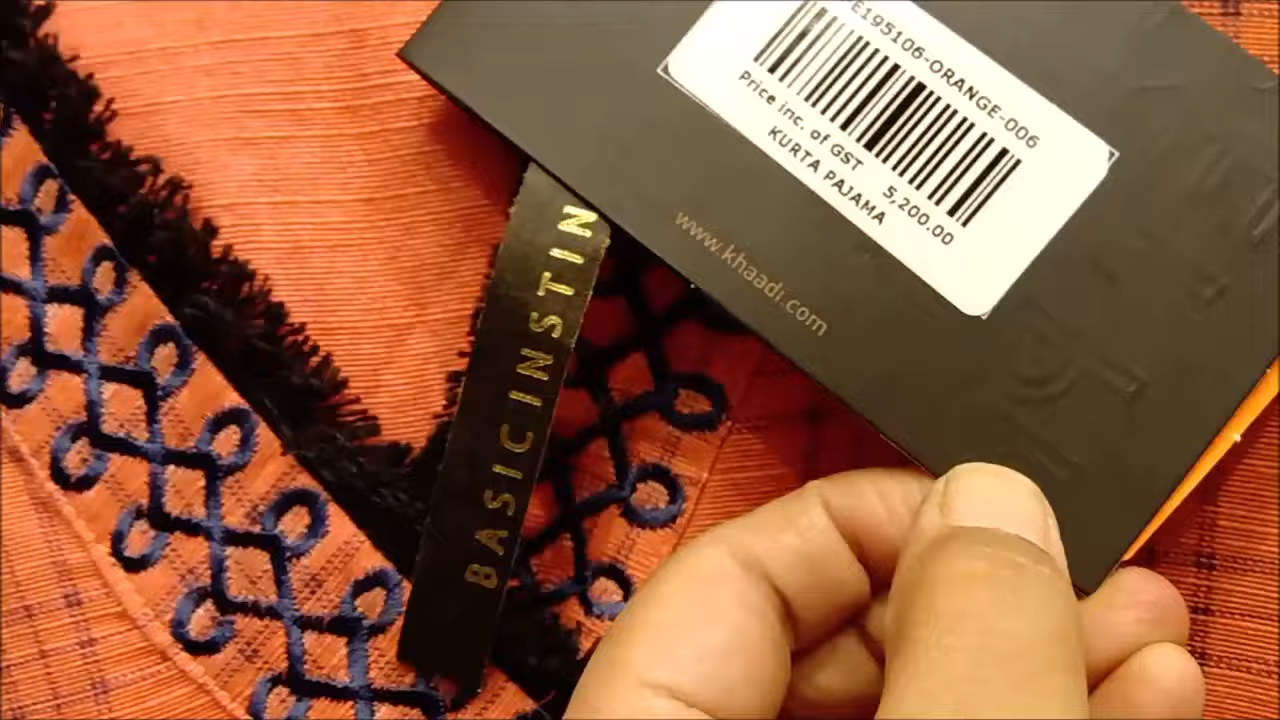 E195106-ORANGE-006
Price inc. of GST 5,200.00
KURTA PAJAMA
www.khaadi.com
BASICINSTIN